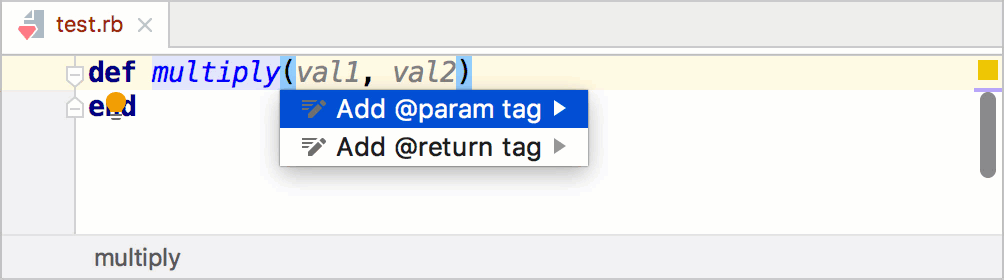 test.rb
def multiply(val1, val2)
end
Add @param tag
Add @return tag
multiply